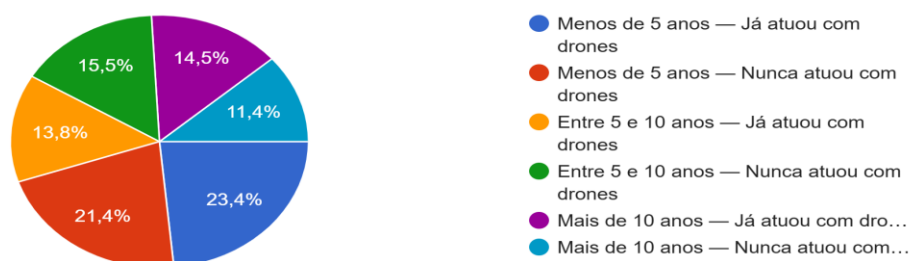 15,5%
14,5%
13,8%
11,4%
21,4%
23,4%
Menos de 5 anos — Já atuou com
drones
Menos de 5 anos — Nunca atuou com
drones
Entre 5 e 10 anos — Já atuou com
drones
Entre 5 e 10 anos — Nunca atuou com
drones
Mais de 10 anos — Já atuou com dro…
Mais de 10 anos — Nunca atuou com…